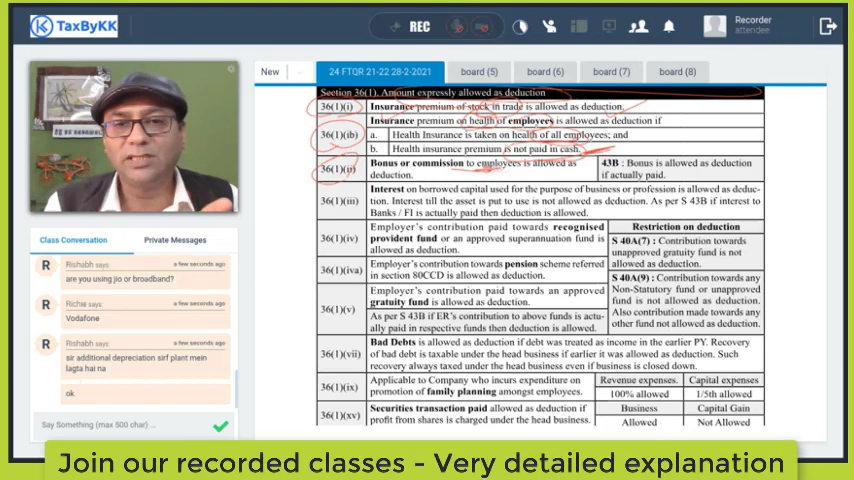 TaxByKK
REC
Recorder
attendee
New
24 FTQR 21-22 28-2-2021
board (5)
board (6)
board (7)
board (8)
Section 36(1). Amount expressly allowed as deduction
36(1)(i)
Insurance premium of stock in trade is allowed as deduction.
36(1)(ib)
Insurance premium on health of employees is allowed as deduction if
a. Health Insurance is taken on health of all employees; and
b. Health insurance premium is not paid in cash.
36(1)(ii)
Bonus or commission to employees is allowed as
deduction.
43B : Bonus is allowed as deduction
if actually paid.
36(1)(iii)
Interest on borrowed capital used for the purpose of business or profession is allowed as deduc-
tion. Interest till the asset is put to use is not allowed as deduction. As per S 43B if interest to
Banks / FI is actually paid then deduction is allowed.
36(1)(iv)
Employer's contribution paid towards recognised
provident fund or an approved superannuation fund is
allowed as deduction.
36(1)(iva)
Employer's contribution towards pension scheme referred
in section 80CCD is allowed as deduction.
36(1)(v)
Employer's contribution paid towards an approved
gratuity fund is allowed as deduction.
As per S 43B if ER's contribution to above funds is actu-
ally paid in respective funds then deduction is allowed.
Restriction on deduction
S 40A(7) : Contribution towards
unapproved gratuity fund is not
allowed as deduction.
S 40A(9) : Contribution towards any
Non-Statutory fund or unapproved
fund is not allowed as deduction.
Also contribution made towards any
other fund not allowed as deduction.
36(1)(vii)
Bad Debts is allowed as deduction if debt was treated as income in the earlier PY. Recovery
of bad debt is taxable under the head business if earlier it was allowed as deduction. Such
recovery always taxed under the head business even if business is closed down.
36(1)(ix)
Applicable to Company who incurs expenditure on
promotion of family planning amongst employees.
Revenue expenses. Capital expenses
100% allowed 1/5th allowed
36(1)(xv)
Securities transaction paid allowed as deduction if
profit from shares is charged under the head business.
Business Capital Gain
Allowed Not Allowed
Class Conversation
Private Messages
R
Rishabh says:
a few seconds ago
are you using jio or broadband?
R
Richie says:
a few seconds ago
Vodafone
R
Rishabh says:
a few seconds ago
sir additional depreciation sirf plant mein
lagta hai na
ok
Say Something (max 500 char) ...
Join our recorded classes - Very detailed explanation